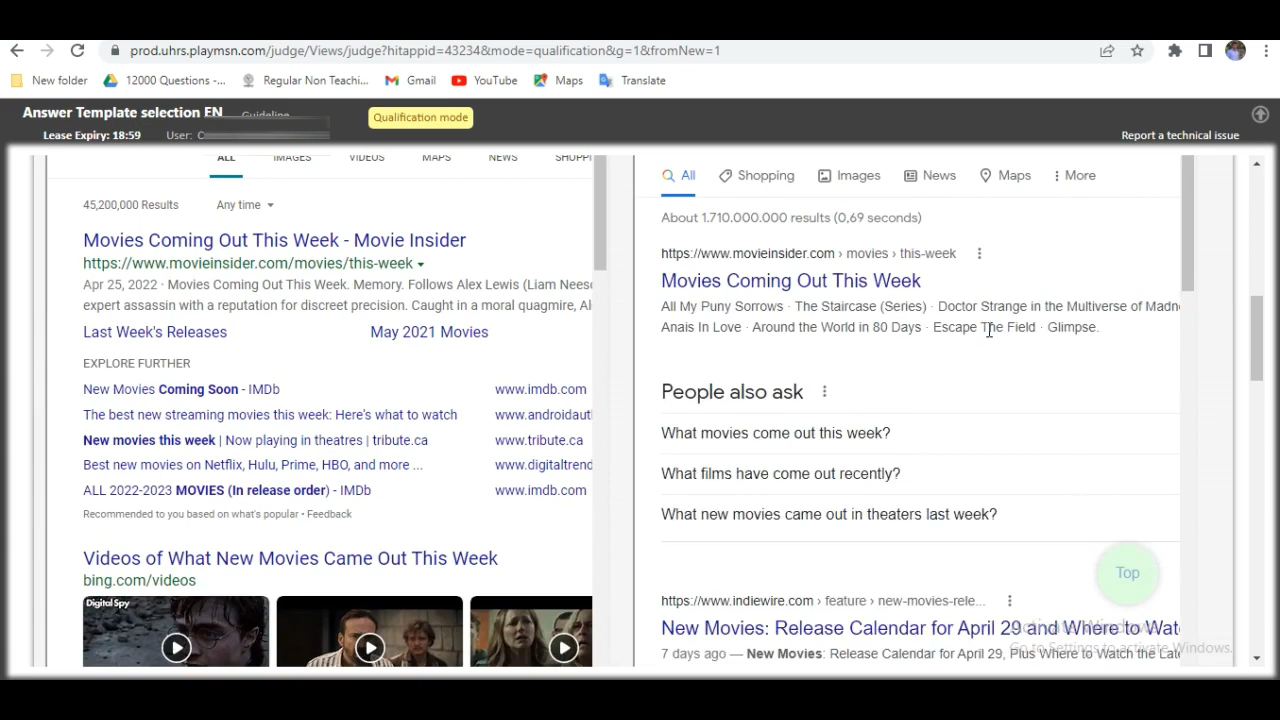 prod.uhrs.playmsn.com/judge/Views/judge?hitappid=43234&mode=qualification&g=1&fromNew=1
New folder 12000 Questions -... Regular Non Teachi... Gmail YouTube Maps Translate
Answer Template selection EN Guideline Qualification mode
Lease Expiry: 18:59 User: C
Report a technical issue
ALL IMAGES VIDEOS MAPS NEWS SHOPPI
45,200,000 Results Any time
Movies Coming Out This Week - Movie Insider
https://www.movieinsider.com/movies/this-week
Apr 25, 2022 · Movies Coming Out This Week. Memory. Follows Alex Lewis (Liam Neeso
expert assassin with a reputation for discreet precision. Caught in a moral quagmire, Al
Last Week's Releases May 2021 Movies
EXPLORE FURTHER
New Movies Coming Soon - IMDb www.imdb.com
The best new streaming movies this week: Here's what to watch www.androidaut
New movies this week | Now playing in theatres | tribute.ca www.tribute.ca
Best new movies on Netflix, Hulu, Prime, HBO, and more ... www.digitaltrend
ALL 2022-2023 MOVIES (In release order) - IMDb www.imdb.com
Recommended to you based on what's popular • Feedback
Videos of What New Movies Came Out This Week
bing.com/videos
Digital Spy
All Shopping Images News Maps More
About 1.710.000.000 results (0,69 seconds)
https://www.movieinsider.com › movies › this-week
Movies Coming Out This Week
All My Puny Sorrows · The Staircase (Series) · Doctor Strange in the Multiverse of Madne
Anais In Love · Around the World in 80 Days · Escape The Field · Glimpse.
People also ask
What movies come out this week?
What films have come out recently?
What new movies came out in theaters last week?
Top
https://www.indiewire.com › feature › new-movies-rele...
New Movies: Release Calendar for April 29 and Where to Wat
7 days ago — New Movies: Release Calendar for April 29, Plus Where to Watch the Late
Activate Windows
Go to Settings to activate Windows.